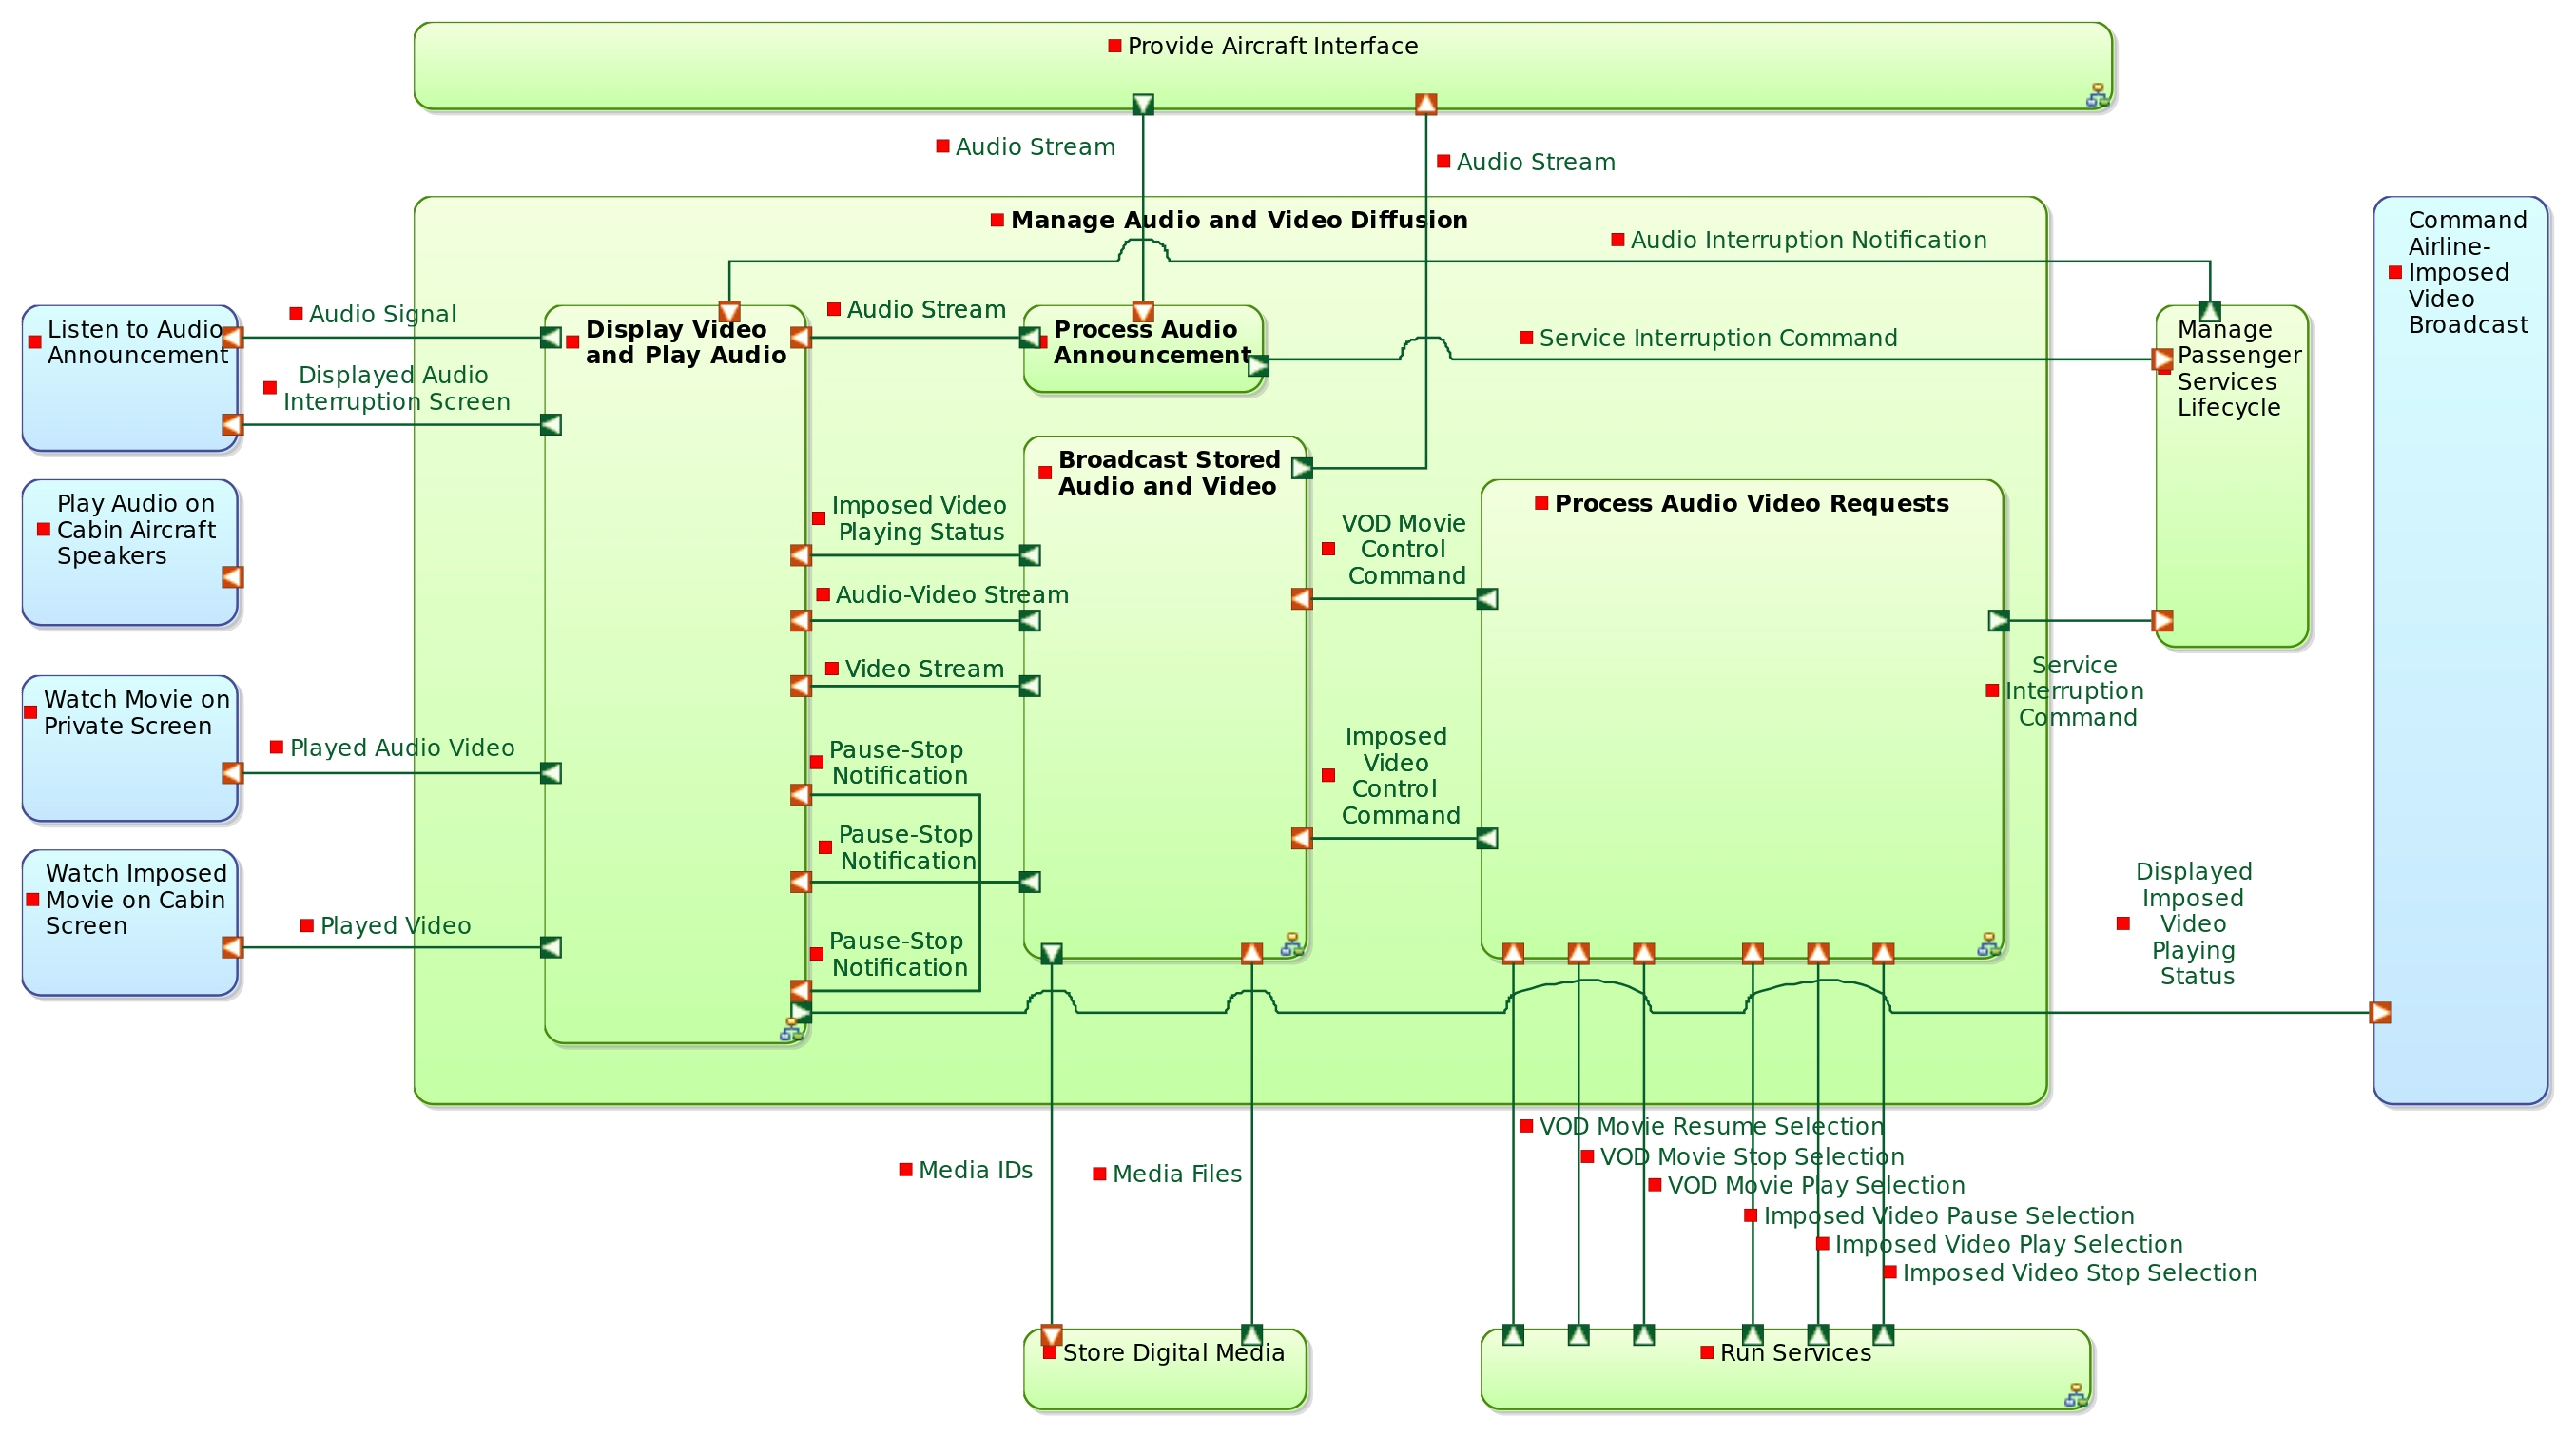 Provide Aircraft Interface
Audio Stream
Audio Stream
Manage Audio and Video Diffusion
Audio Interruption Notification
Command
Airline-
Imposed
Video
Broadcast
Audio Signal
Listen to Audio
Announcement
Displayed Audio
Interruption Screen
Display Video
and Play Audio
Audio Stream
Process Audio
Announcement
Service Interruption Command
Manage
Passenger
Services
Lifecycle
Play Audio on
Cabin Aircraft
Speakers
Broadcast Stored
Audio and Video
Process Audio Video Requests
Imposed Video
Playing Status
VOD Movie
Control
Command
Audio-Video Stream
Video Stream
Service
Interruption
Command
Watch Movie on
Private Screen
Played Audio Video
Pause-Stop
Notification
Imposed
Video
Control
Command
Pause-Stop
Notification
Watch Imposed
Movie on Cabin
Screen
Played Video
Pause-Stop
Notification
Displayed
Imposed
Video
Playing
Status
Media IDs
Media Files
VOD Movie Resume Selection
VOD Movie Stop Selection
VOD Movie Play Selection
Imposed Video Pause Selection
Imposed Video Play Selection
Imposed Video Stop Selection
Store Digital Media
Run Services